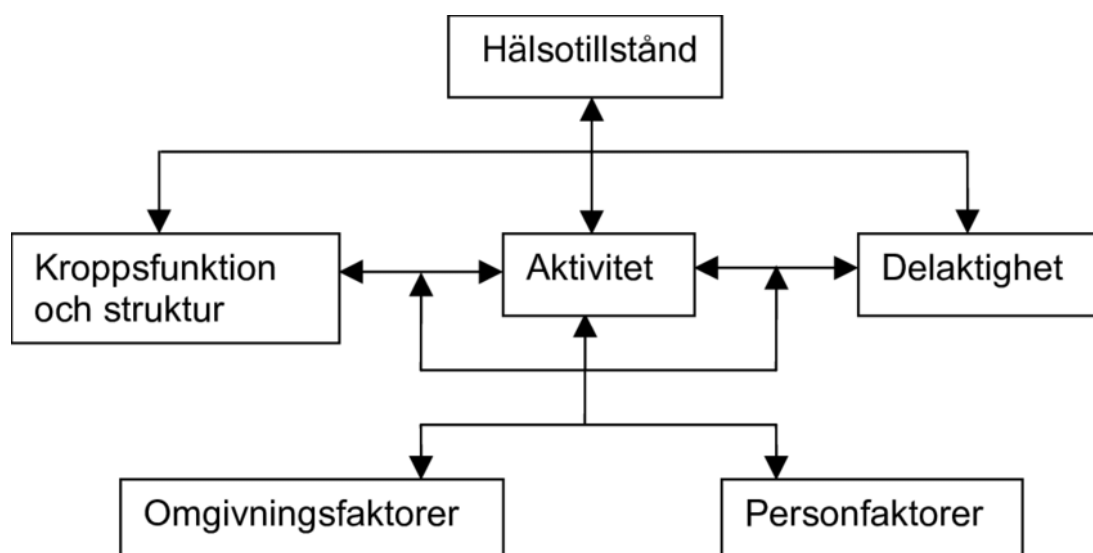 Hälsotillstånd
Kroppsfunktion
och struktur
Aktivitet
Delaktighet
Omgivningsfaktorer
Personfaktorer